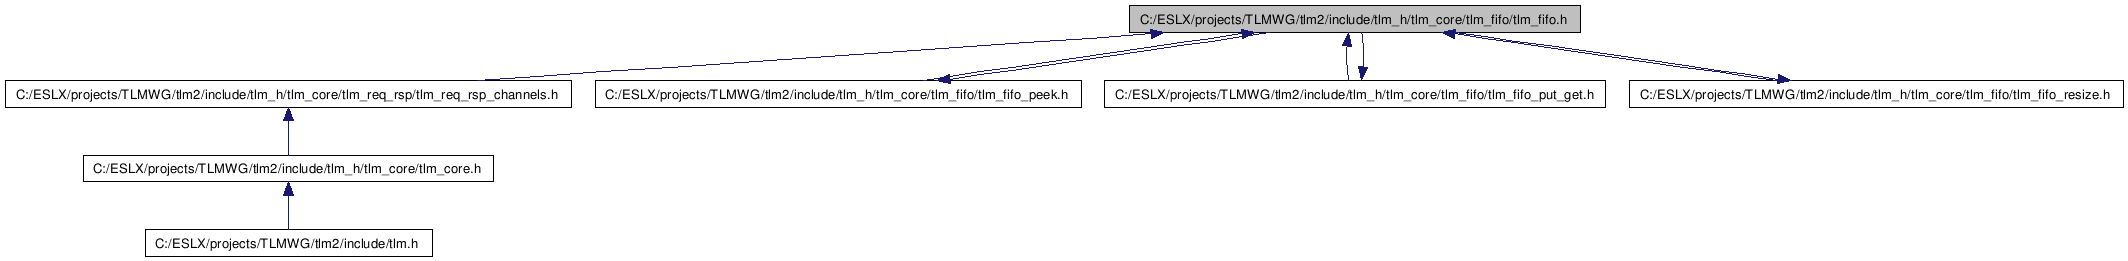 C:/ESLX/projects/TLMWG/tlm2/include/tlm_h/tlm_core/tlm_fifo/tlm_fifo.h
C:/ESLX/projects/TLMWG/tlm2/include/tlm_h/tlm_core/tlm_req_rsp/tlm_req_rsp_channels.h
C:/ESLX/projects/TLMWG/tlm2/include/tlm_h/tlm_core/tlm_fifo/tlm_fifo_peek.h
C:/ESLX/projects/TLMWG/tlm2/include/tlm_h/tlm_core/tlm_fifo/tlm_fifo_put_get.h
C:/ESLX/projects/TLMWG/tlm2/include/tlm_h/tlm_core/tlm_fifo/tlm_fifo_resize.h
C:/ESLX/projects/TLMWG/tlm2/include/tlm_h/tlm_core/tlm_core.h
C:/ESLX/projects/TLMWG/tlm2/include/tlm.h